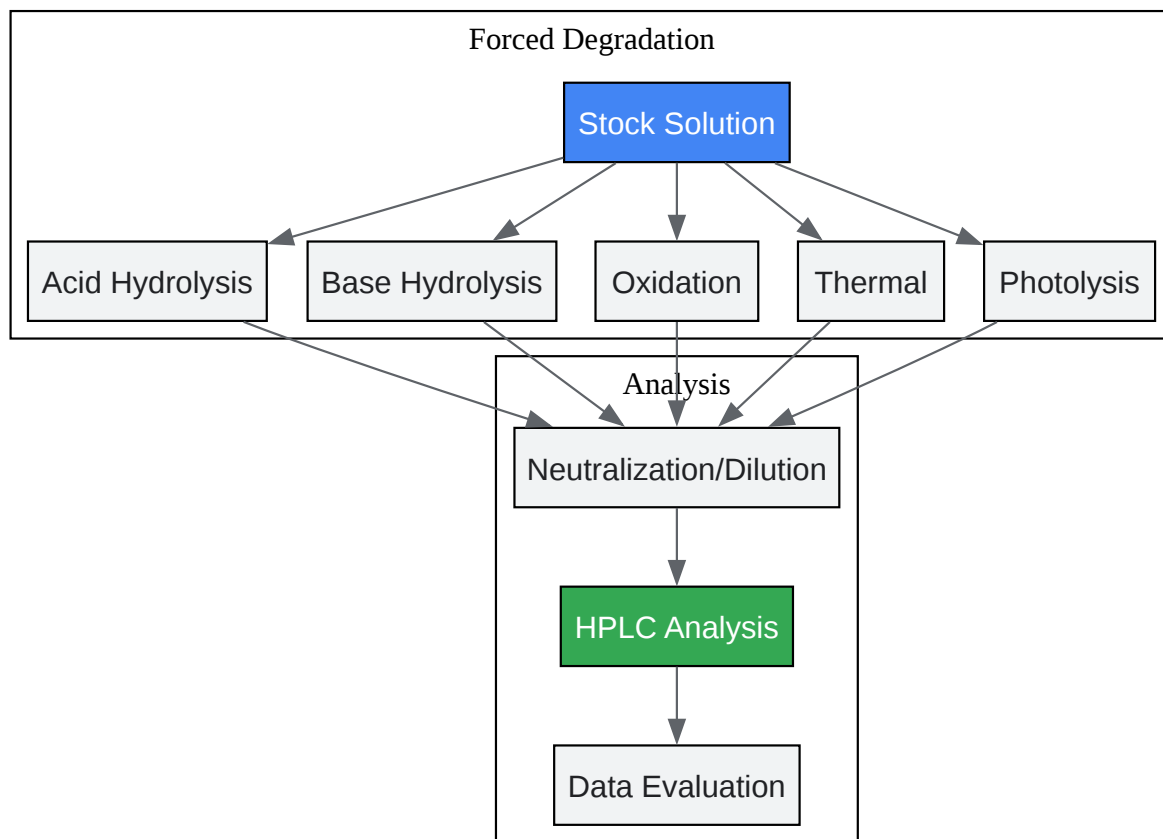 Forced Degradation
Stock Solution
Acid Hydrolysis
Base Hydrolysis
Oxidation
Thermal
Photolysis
Analysis
Neutralization/Dilution
HPLC Analysis
Data Evaluation